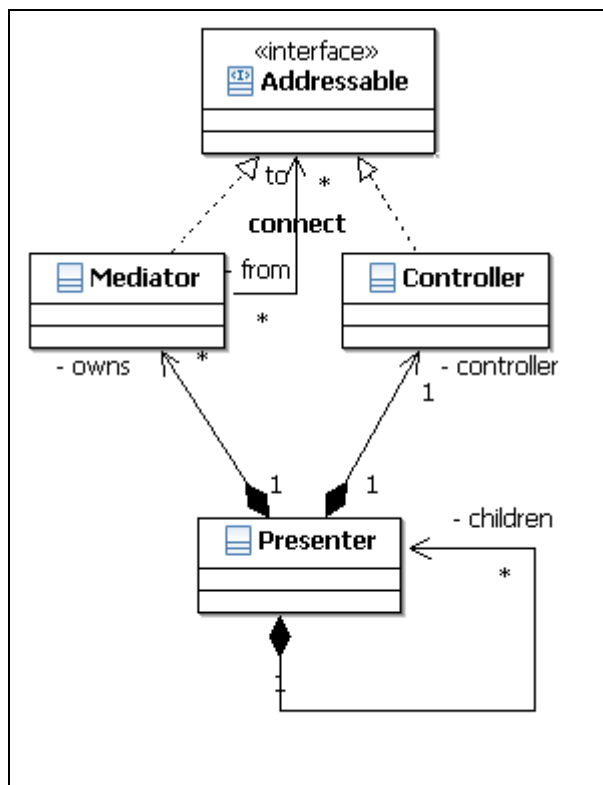 «interface»
Addressable
to
*
connect
Mediator
- from
Controller
*
- owns
*
- controller
1
1
1
- children
Presenter
*
1